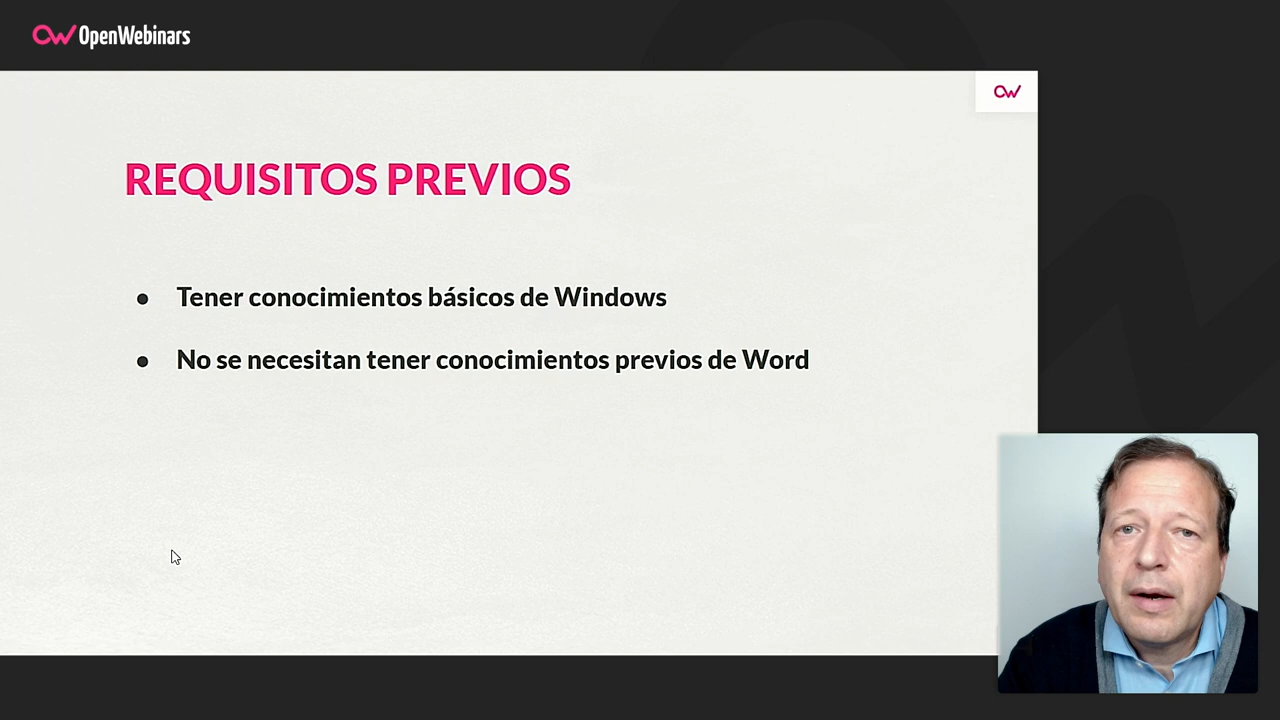 OpenWebinars
REQUISITOS PREVIOS
● Tener conocimientos básicos de Windows
● No se necesitan tener conocimientos previos de Word